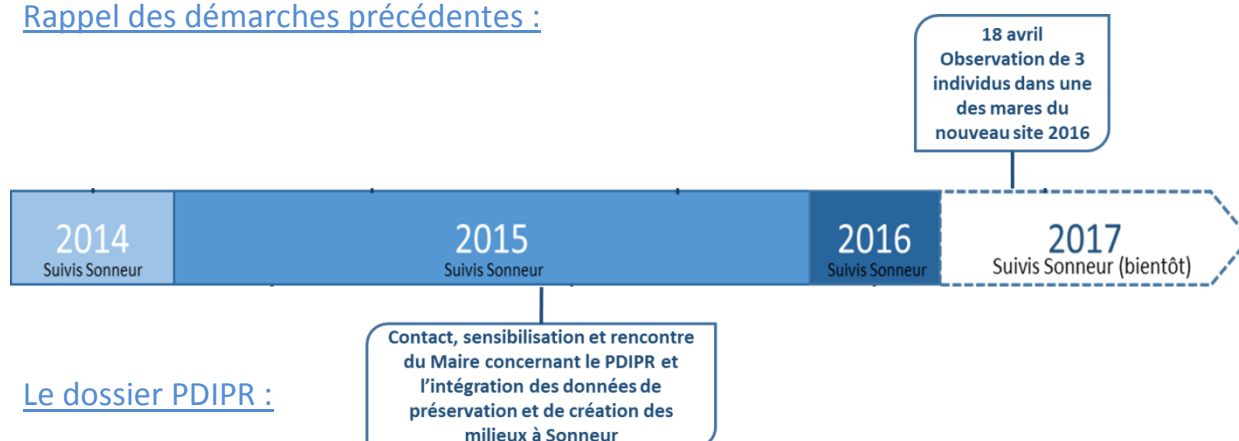 Rappel des démarches précédentes :
18 avril
Observation de 3
individus dans une
des mares du
nouveau site 2016
2014
Suivis Sonneur
2015
Suivis Sonneur
2016
Suivis Sonneur
2017
Suivis Sonneur (bientôt)
Contact, sensibilisation et rencontre
du Maire concernant le PDIPR et
l’intégration des données de
préservation et de création des
milieux à Sonneur
Le dossier PDIPR :